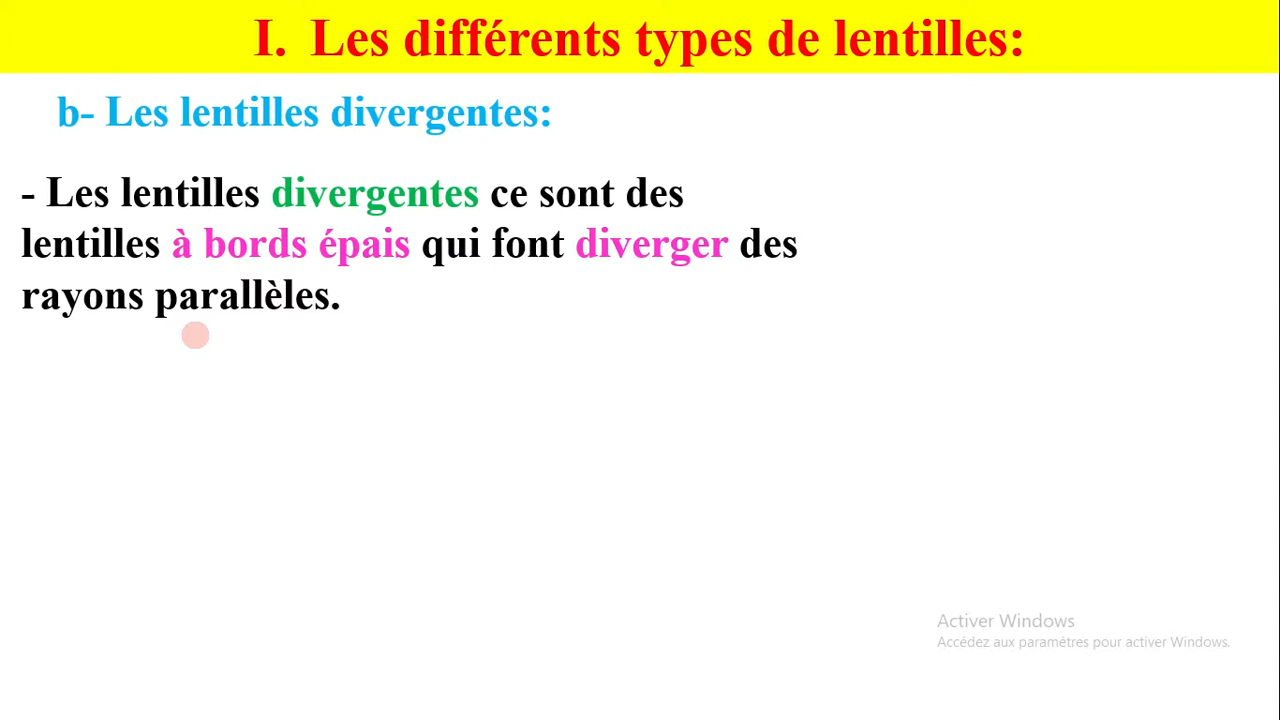 I. Les différents types de lentilles:
b- Les lentilles divergentes:
- Les lentilles divergentes ce sont des
lentilles à bords épais qui font diverger des
rayons parallèles.
Activer Windows
Accédez aux paramètres pour activer Windows.